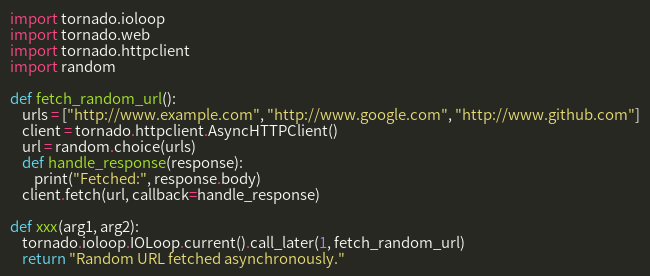 import tornado.ioloop
import tornado.web
import tornado.httpclient
import random

def fetch_random_url():
    urls = ["http://www.example.com", "http://www.google.com", "http://www.github.com"]
    client = tornado.httpclient.AsyncHTTPClient()
    url = random.choice(urls)
    def handle_response(response):
        print("Fetched:", response.body)
    client.fetch(url, callback=handle_response)

def xxx(arg1, arg2):
    tornado.ioloop.IOLoop.current().call_later(1, fetch_random_url)
    return "Random URL fetched asynchronously."